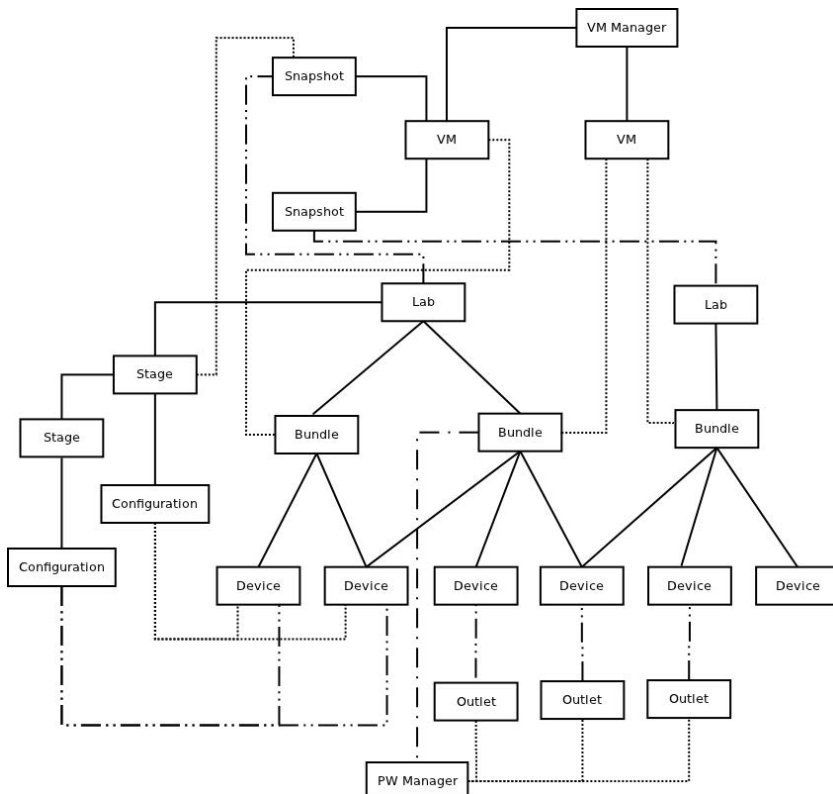 VM Manager
Snapshot
VM
VM
Snapshot
Lab
Lab
Stage
Stage
Bundle
Bundle
Bundle
Configuration
Configuration
Device
Device
Device
Device
Device
Device
Outlet
Outlet
Outlet
PW Manager